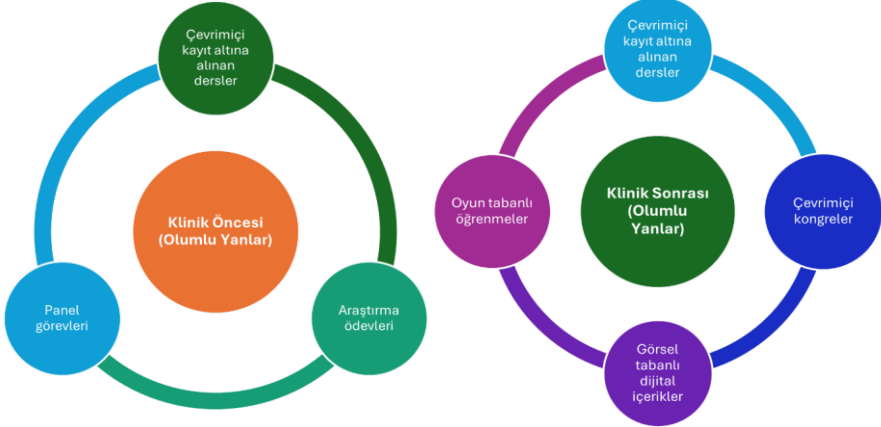 Çevrimiçi
kayıt altına
alınan
dersler
Klinik Öncesi
(Olumlu Yanlar)
Panel
görevleri
Araştırma
ödevleri
Çevrimiçi
kayıt altına
alınan
dersler
Oyun tabanlı
öğrenmeler
Klinik Sonrası
(Olumlu
Yanlar)
Çevrimiçi
kongreler
Görsel
tabanlı
dijital
içerikler